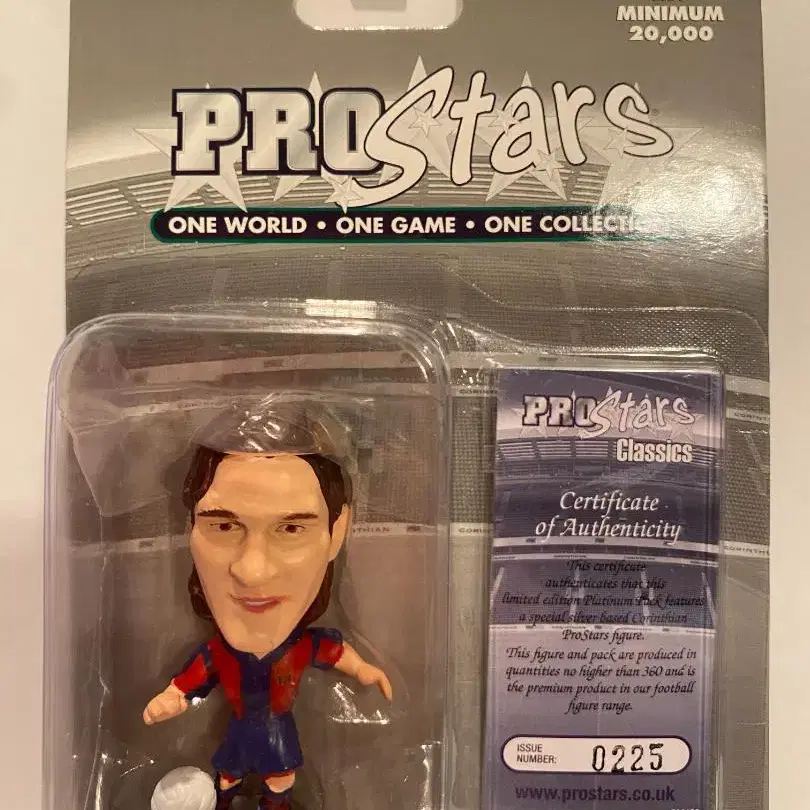 MINIMUM
20,000
PROStars
ONE WORLD • ONE GAME • ONE COLLECTION
PROStars
Classics
Certificate
of Authenticity
This certificate
authenticates that this
limited edition Platinum Pack features
a special silver based Corinthian
ProStars figure.
This figure and pack are produced in
quantities no higher than 360 and is
the premium product in our football
figure range.
ISSUE
NUMBER: 0225
www.prostars.co.uk